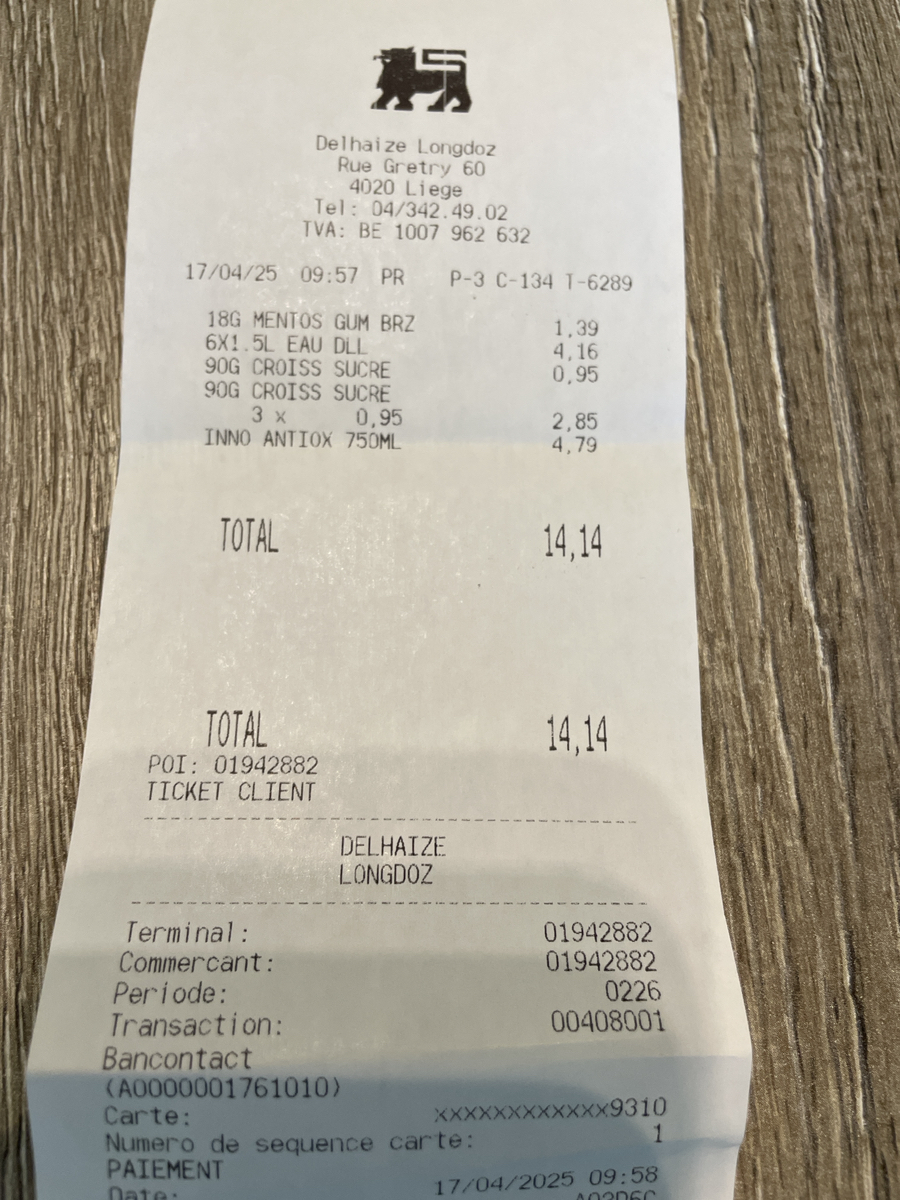 Delhaize Longdoz
Rue Gretry 60
4020 Liege
Tel: 04/342.49.02
TVA: BE 1007 962 632
17/04/25 09:57 PR P-3 C-134 T-6289
18G MENTOS GUM BRZ 1,39
6X1.5L EAU DLL 4,16
90G CROISS SUCRE 0,95
90G CROISS SUCRE
3 x 0,95 2,85
INNO ANTIOX 750ML 4,79
TOTAL 14,14
TOTAL 14,14
POI: 01942882
TICKET CLIENT
DELHAIZE
LONGDOZ
Terminal: 01942882
Commercant: 01942882
Periode: 0226
Transaction: 00408001
Bancontact
(A0000001761010)
Carte: xxxxxxxxxxxx9310
Numero de sequence carte: 1
PAIEMENT
Date: 17/04/2025 09:58